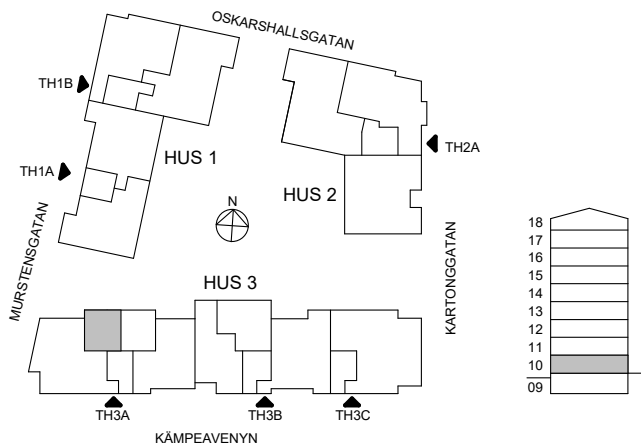 OSKARSHALLSGATAN
TH1B
TH2A
HUS 1
TH1A
HUS 2
N
MURSTENSGATAN
KARTONGGATAN
HUS 3
18
17
16
15
14
13
12
11
10
09
TH3A
TH3B
TH3C
KÄMPEAVENYN